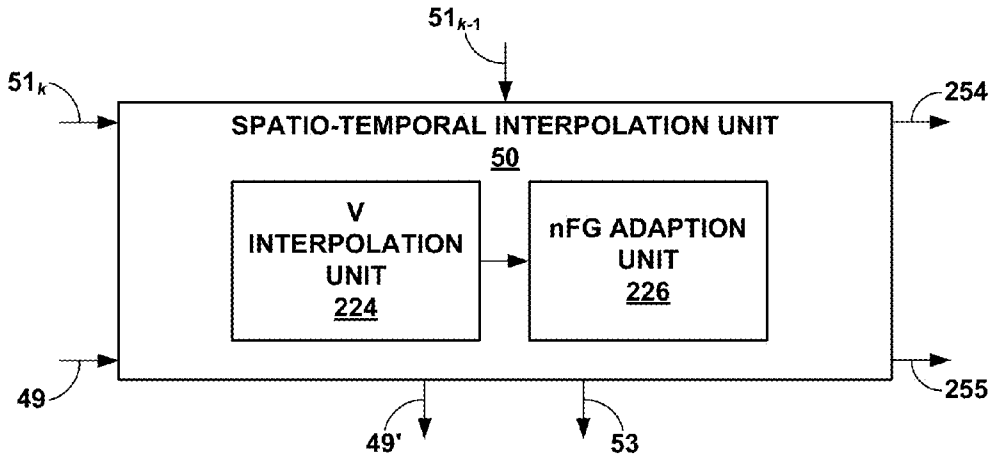 51k-1
51k
254
SPATIO-TEMPORAL INTERPOLATION UNIT
50
V
INTERPOLATION
UNIT
224
nFG ADAPTION
UNIT
226
49
49'
53
255